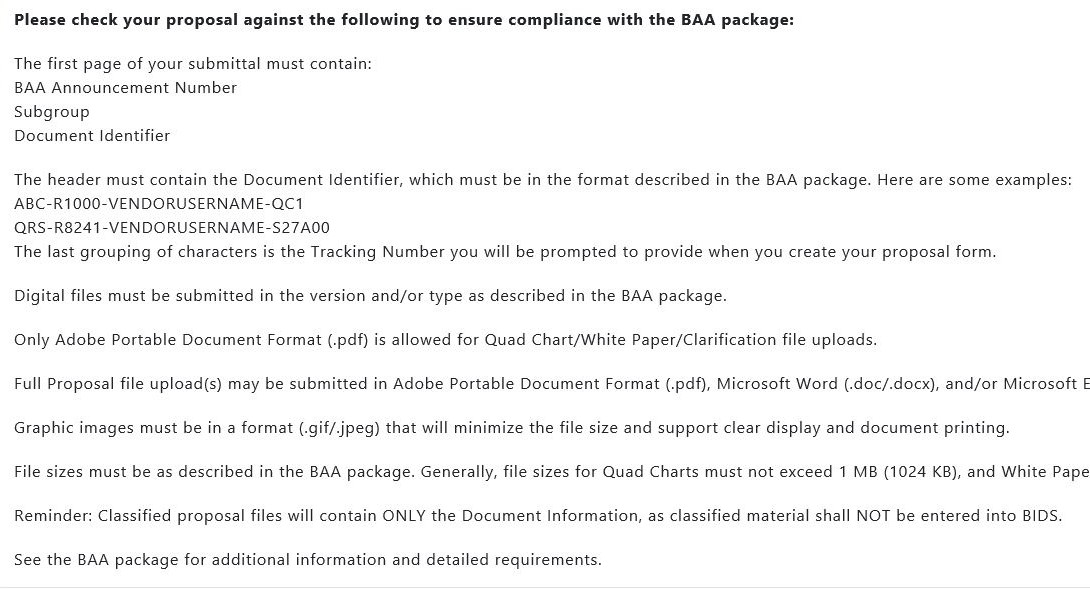 Please check your proposal against the following to ensure compliance with the BAA package:
The first page of your submittal must contain:
BAA Announcement Number
Subgroup
Document Identifier
The header must contain the Document Identifier, which must be in the format described in the BAA package. Here are some examples:
ABC-R1000-VENDORUSERNAME-QC1
QRS-R8241-VENDORUSERNAME-S27A00
The last grouping of characters is the Tracking Number you will be prompted to provide when you create your proposal form.
Digital files must be submitted in the version and/or type as described in the BAA package.
Only Adobe Portable Document Format (.pdf) is allowed for Quad Chart/White Paper/Clarification file uploads.
Full Proposal file upload(s) may be submitted in Adobe Portable Document Format (.pdf), Microsoft Word (.doc/.docx), and/or Microsoft E
Graphic images must be in a format (.gif/.jpeg) that will minimize the file size and support clear display and document printing.
File sizes must be as described in the BAA package. Generally, file sizes for Quad Charts must not exceed 1 MB (1024 KB), and White Pape
Reminder: Classified proposal files will contain ONLY the Document Information, as classified material shall NOT be entered into BIDS.
See the BAA package for additional information and detailed requirements.